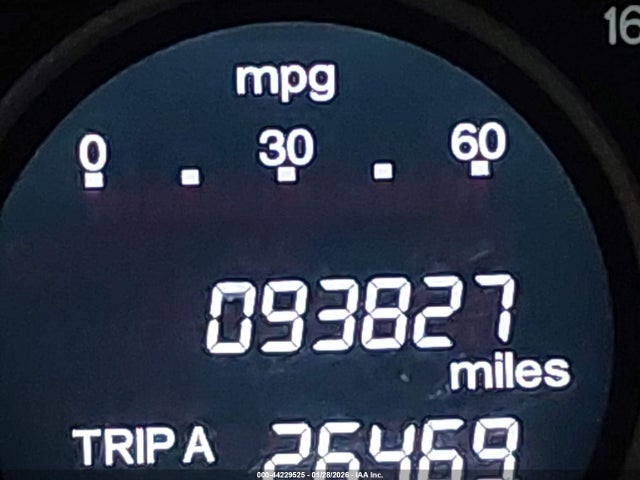 16
mpg
0 30 60
093827
miles
TRIP A 26469
000-44229525 - 01/28/2026 - IAA Inc.